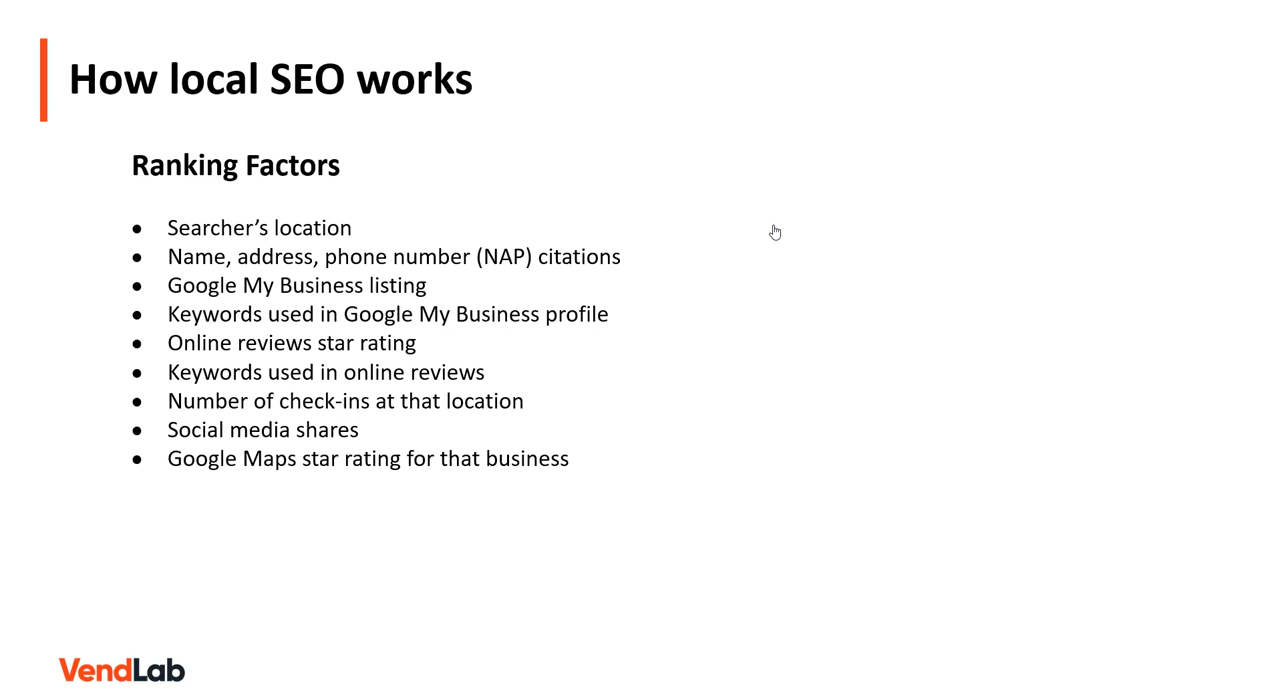 How local SEO works
Ranking Factors
● Searcher’s location
● Name, address, phone number (NAP) citations
● Google My Business listing
● Keywords used in Google My Business profile
● Online reviews star rating
● Keywords used in online reviews
● Number of check-ins at that location
● Social media shares
● Google Maps star rating for that business
VendLab